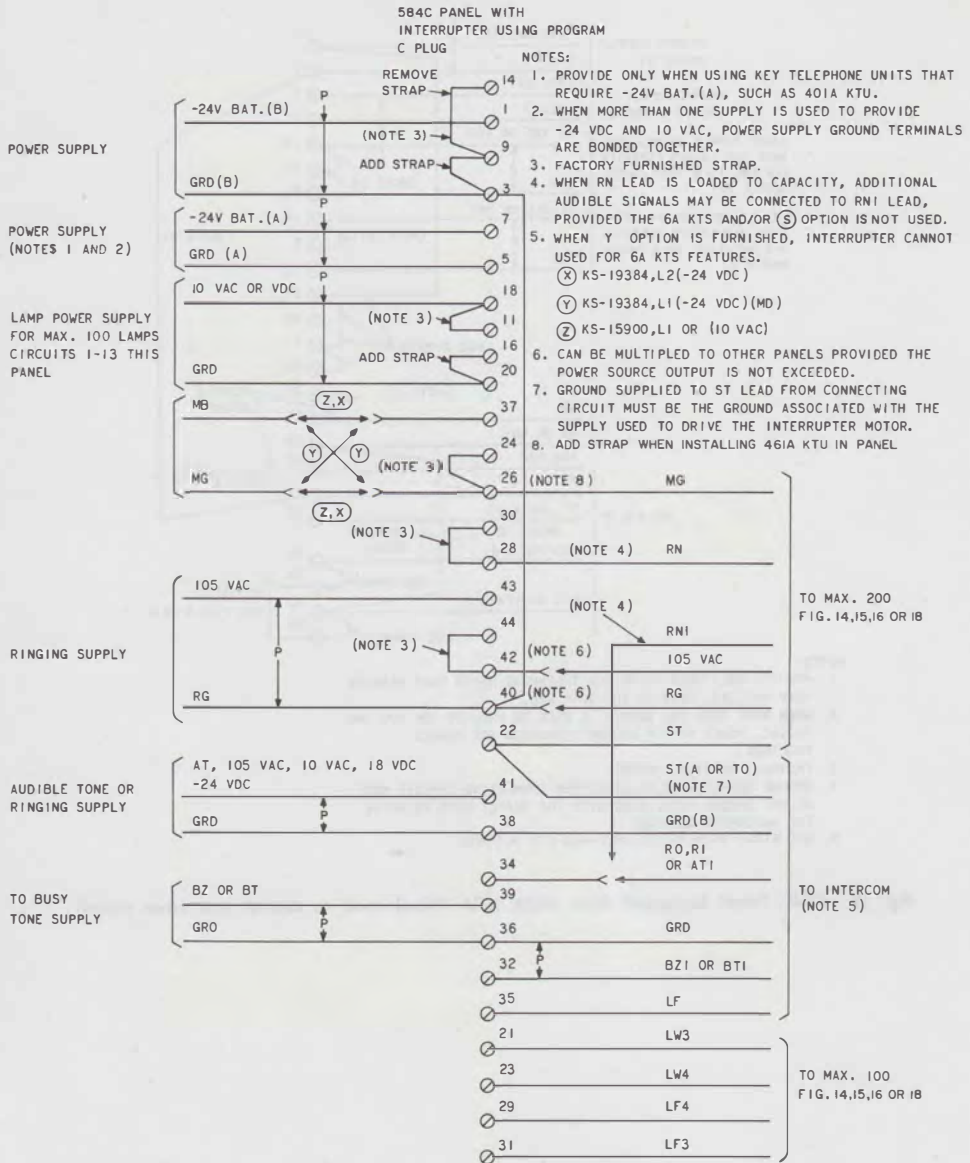 584C PANEL WITH
INTERRUPTER USING PROGRAM
C PLUG
NOTES:
1. PROVIDE ONLY WHEN USING KEY TELEPHONE UNITS THAT
REQUIRE -24V BAT.(A), SUCH AS 401A KTU.
2. WHEN MORE THAN ONE SUPPLY IS USED TO PROVIDE
-24 VDC AND 10 VAC, POWER SUPPLY GROUND TERMINALS
ARE BONDED TOGETHER.
3. FACTORY FURNISHED STRAP.
4. WHEN RN LEAD IS LOADED TO CAPACITY, ADDITIONAL
AUDIBLE SIGNALS MAY BE CONNECTED TO RN1 LEAD,
PROVIDED THE 6A KTS AND/OR (S) OPTION IS NOT USED.
5. WHEN Y OPTION IS FURNISHED, INTERRUPTER CANNOT
USED FOR 6A KTS FEATURES.
(X) KS-19384,L2(-24 VDC)
(Y) KS-19384,L1(-24 VDC)(MD)
(Z) KS-15900,L1 OR (10 VAC)
6. CAN BE MULTIPLED TO OTHER PANELS PROVIDED THE
POWER SOURCE OUTPUT IS NOT EXCEEDED.
7. GROUND SUPPLIED TO ST LEAD FROM CONNECTING
CIRCUIT MUST BE THE GROUND ASSOCIATED WITH THE
SUPPLY USED TO DRIVE THE INTERRUPTER MOTOR.
8. ADD STRAP WHEN INSTALLING 461A KTU IN PANEL
REMOVE
STRAP
14
POWER SUPPLY
-24V BAT.(B)
P
1
(NOTE 3)
9
ADD STRAP
GRD(B)
3
POWER SUPPLY
(NOTES 1 AND 2)
-24V BAT.(A)
P
7
GRD (A)
5
LAMP POWER SUPPLY
FOR MAX. 100 LAMPS
CIRCUITS 1-13 THIS
PANEL
10 VAC OR VDC
P
18
(NOTE 3)
11
16
ADD STRAP
GRD
20
MB
(Z,X)
37
(Y)
(Y)
24
(NOTE 3)
MG
(Z,X)
26
(NOTE 8)
MG
30
(NOTE 3)
28
(NOTE 4)
RN
RINGING SUPPLY
105 VAC
43
P
44
(NOTE 4)
RN1
(NOTE 3)
42
(NOTE 6)
105 VAC
RG
40
(NOTE 6)
RG
22
ST
TO MAX. 200
FIG. 14,15,16 OR 18
AUDIBLE TONE OR
RINGING SUPPLY
AT, 105 VAC, 10 VAC, 18 VDC
-24 VDC
41
ST(A OR TO)
(NOTE 7)
P
GRD
38
GRD(B)
34
RO,R1
OR AT1
TO BUSY
TONE SUPPLY
BZ OR BT
39
P
GRO
36
GRD
P
32
BZ1 OR BT1
35
LF
TO INTERCOM
(NOTE 5)
21
LW3
23
LW4
29
LF4
31
LF3
TO MAX. 100
FIG. 14,15,16 OR 18